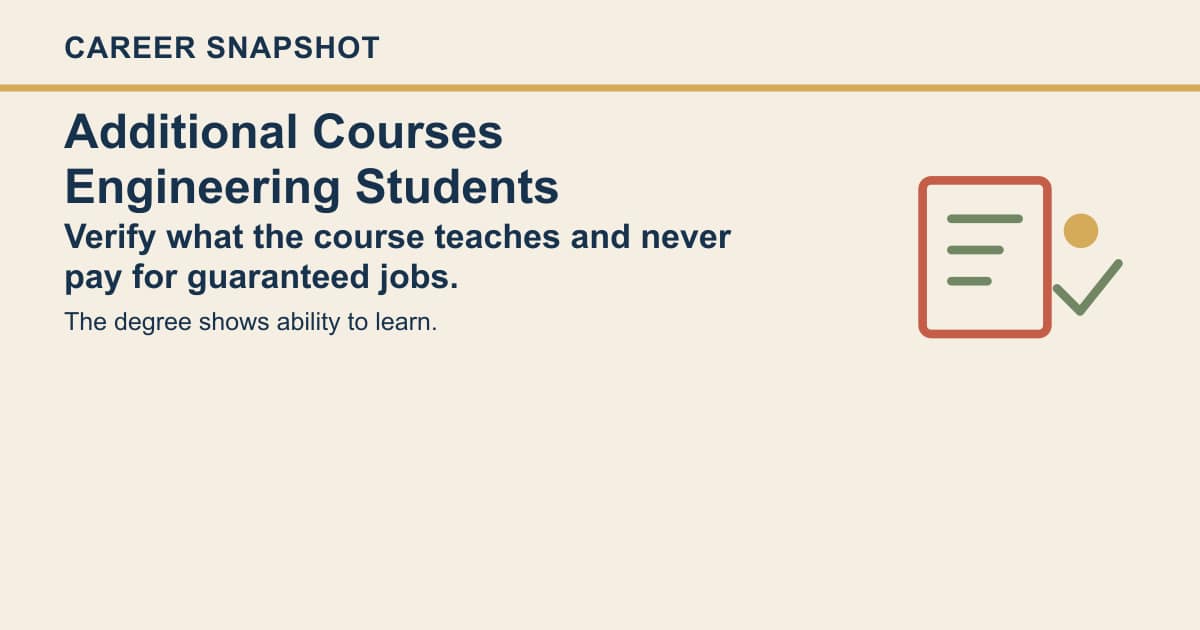 CAREER SNAPSHOT
Additional Courses
Engineering Students
Verify what the course teaches and never
pay for guaranteed jobs.
The degree shows ability to learn.